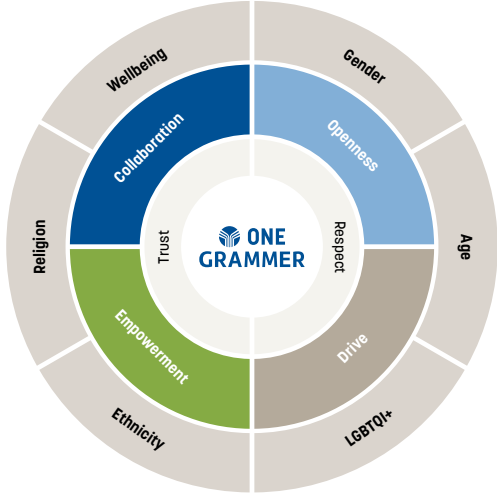 Wellbeing
Gender
Collaboration
Openness
Religion
Trust
ONE
GRAMMER
Respect
Age
Empowerment
Drive
Ethnicity
LGBTQI+